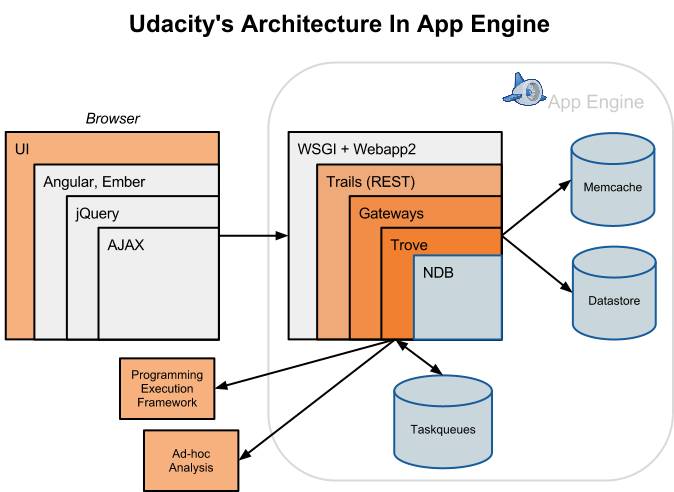 Udacity's Architecture In App Engine
App Engine
Browser
UI
Angular, Ember
jQuery
AJAX
WSGI + Webapp2
Trails (REST)
Gateways
Trove
NDB
Memcache
Datastore
Programming
Execution
Framework
Taskqueues
Ad-hoc
Analysis